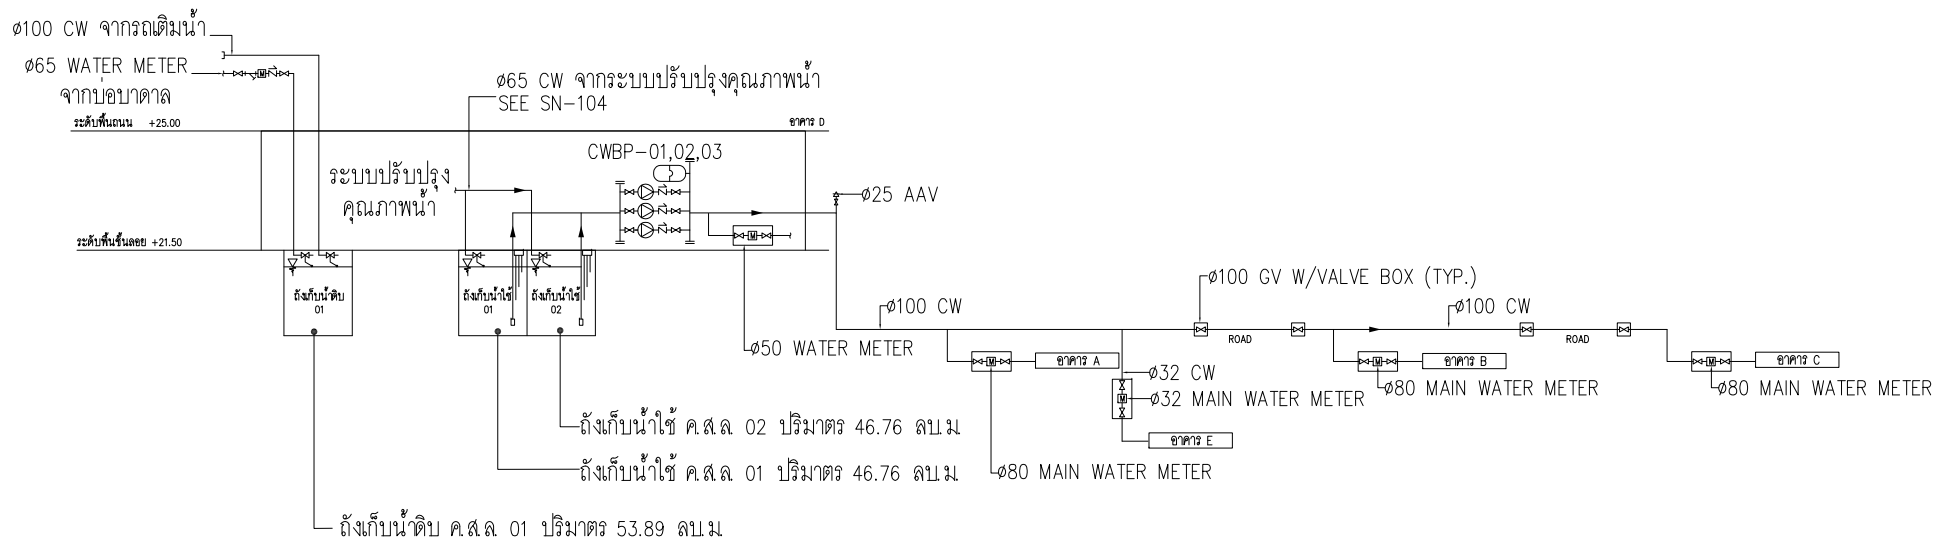 ø100 CW จากรถเติมน้ำ
ø65 WATER METER
จากบ่อบาดาล
ระดับพื้นถนน +25.00
ø65 CW จากระบบปรับปรุงคุณภาพน้ำ
SEE SN-104
อาคาร D
CWBP-01,02,03
ระบบปรับปรุง
คุณภาพน้ำ
ø25 AAV
ระดับพื้นชั้นลอย +21.50
M
M
ถังเก็บน้ำดิบ
01
ถังเก็บน้ำใช้
01
ถังเก็บน้ำใช้
02
ø100 GV W/VALVE BOX (TYP.)
ø100 CW
ø100 CW
ROAD
ROAD
ø50 WATER METER
M
อาคาร A
M
อาคาร B
M
อาคาร C
ø32 CW
ø80 MAIN WATER METER
ø80 MAIN WATER METER
M
ø32 MAIN WATER METER
อาคาร E
ø80 MAIN WATER METER
ถังเก็บน้ำใช้ ค.ส.ล. 02 ปริมาตร 46.76 ลบ.ม.
ถังเก็บน้ำใช้ ค.ส.ล. 01 ปริมาตร 46.76 ลบ.ม.
ถังเก็บน้ำดิบ ค.ส.ล. 01 ปริมาตร 53.89 ลบ.ม.